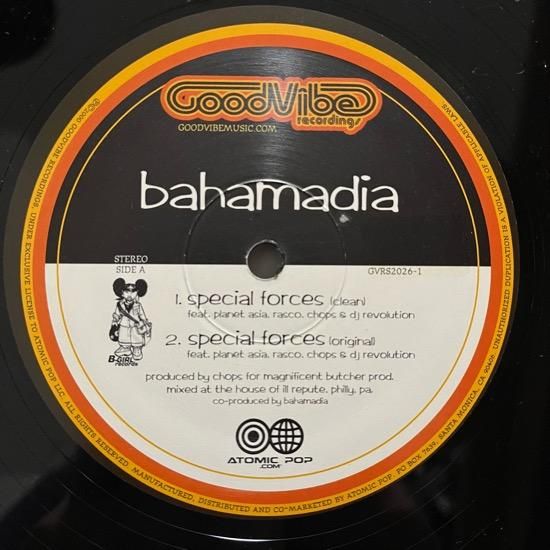 GoodVibe
recordings
GOODVIBEMUSIC.COM
bahamadia
STEREO
SIDE A
GVRS2026-1
B-GIRL
records
1. special forces (clean)
feat. planet asia, rasco, chops & dj revolution
2. special forces (original)
feat. planet asia, rasco, chops & dj revolution
produced by chops for magnificent butcher prod.
mixed at the house of ill repute, philly, pa.
co-produced by bahamadia
ATOMIC POP
.COM
℗©2000 GOODVIBE RECORDINGS, UNDER EXCLUSIVE LICENSE TO ATOMIC POP LLC. ALL RIGHTS RESERVED. MANUFACTURED, DISTRIBUTED AND CO-MARKETED BY ATOMIC POP, PO BOX 7639, SANTA MONICA, CA 90406. UNAUTHORIZED DUPLICATION IS A VIOLATION OF APPLICABLE LAWS.